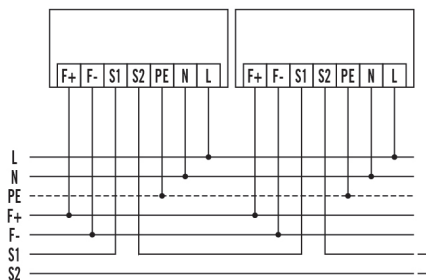 F+ F- S1 S2 PE N L F+ F- S1 S2 PE N L
L
N
PE
F+
F-
S1
S2